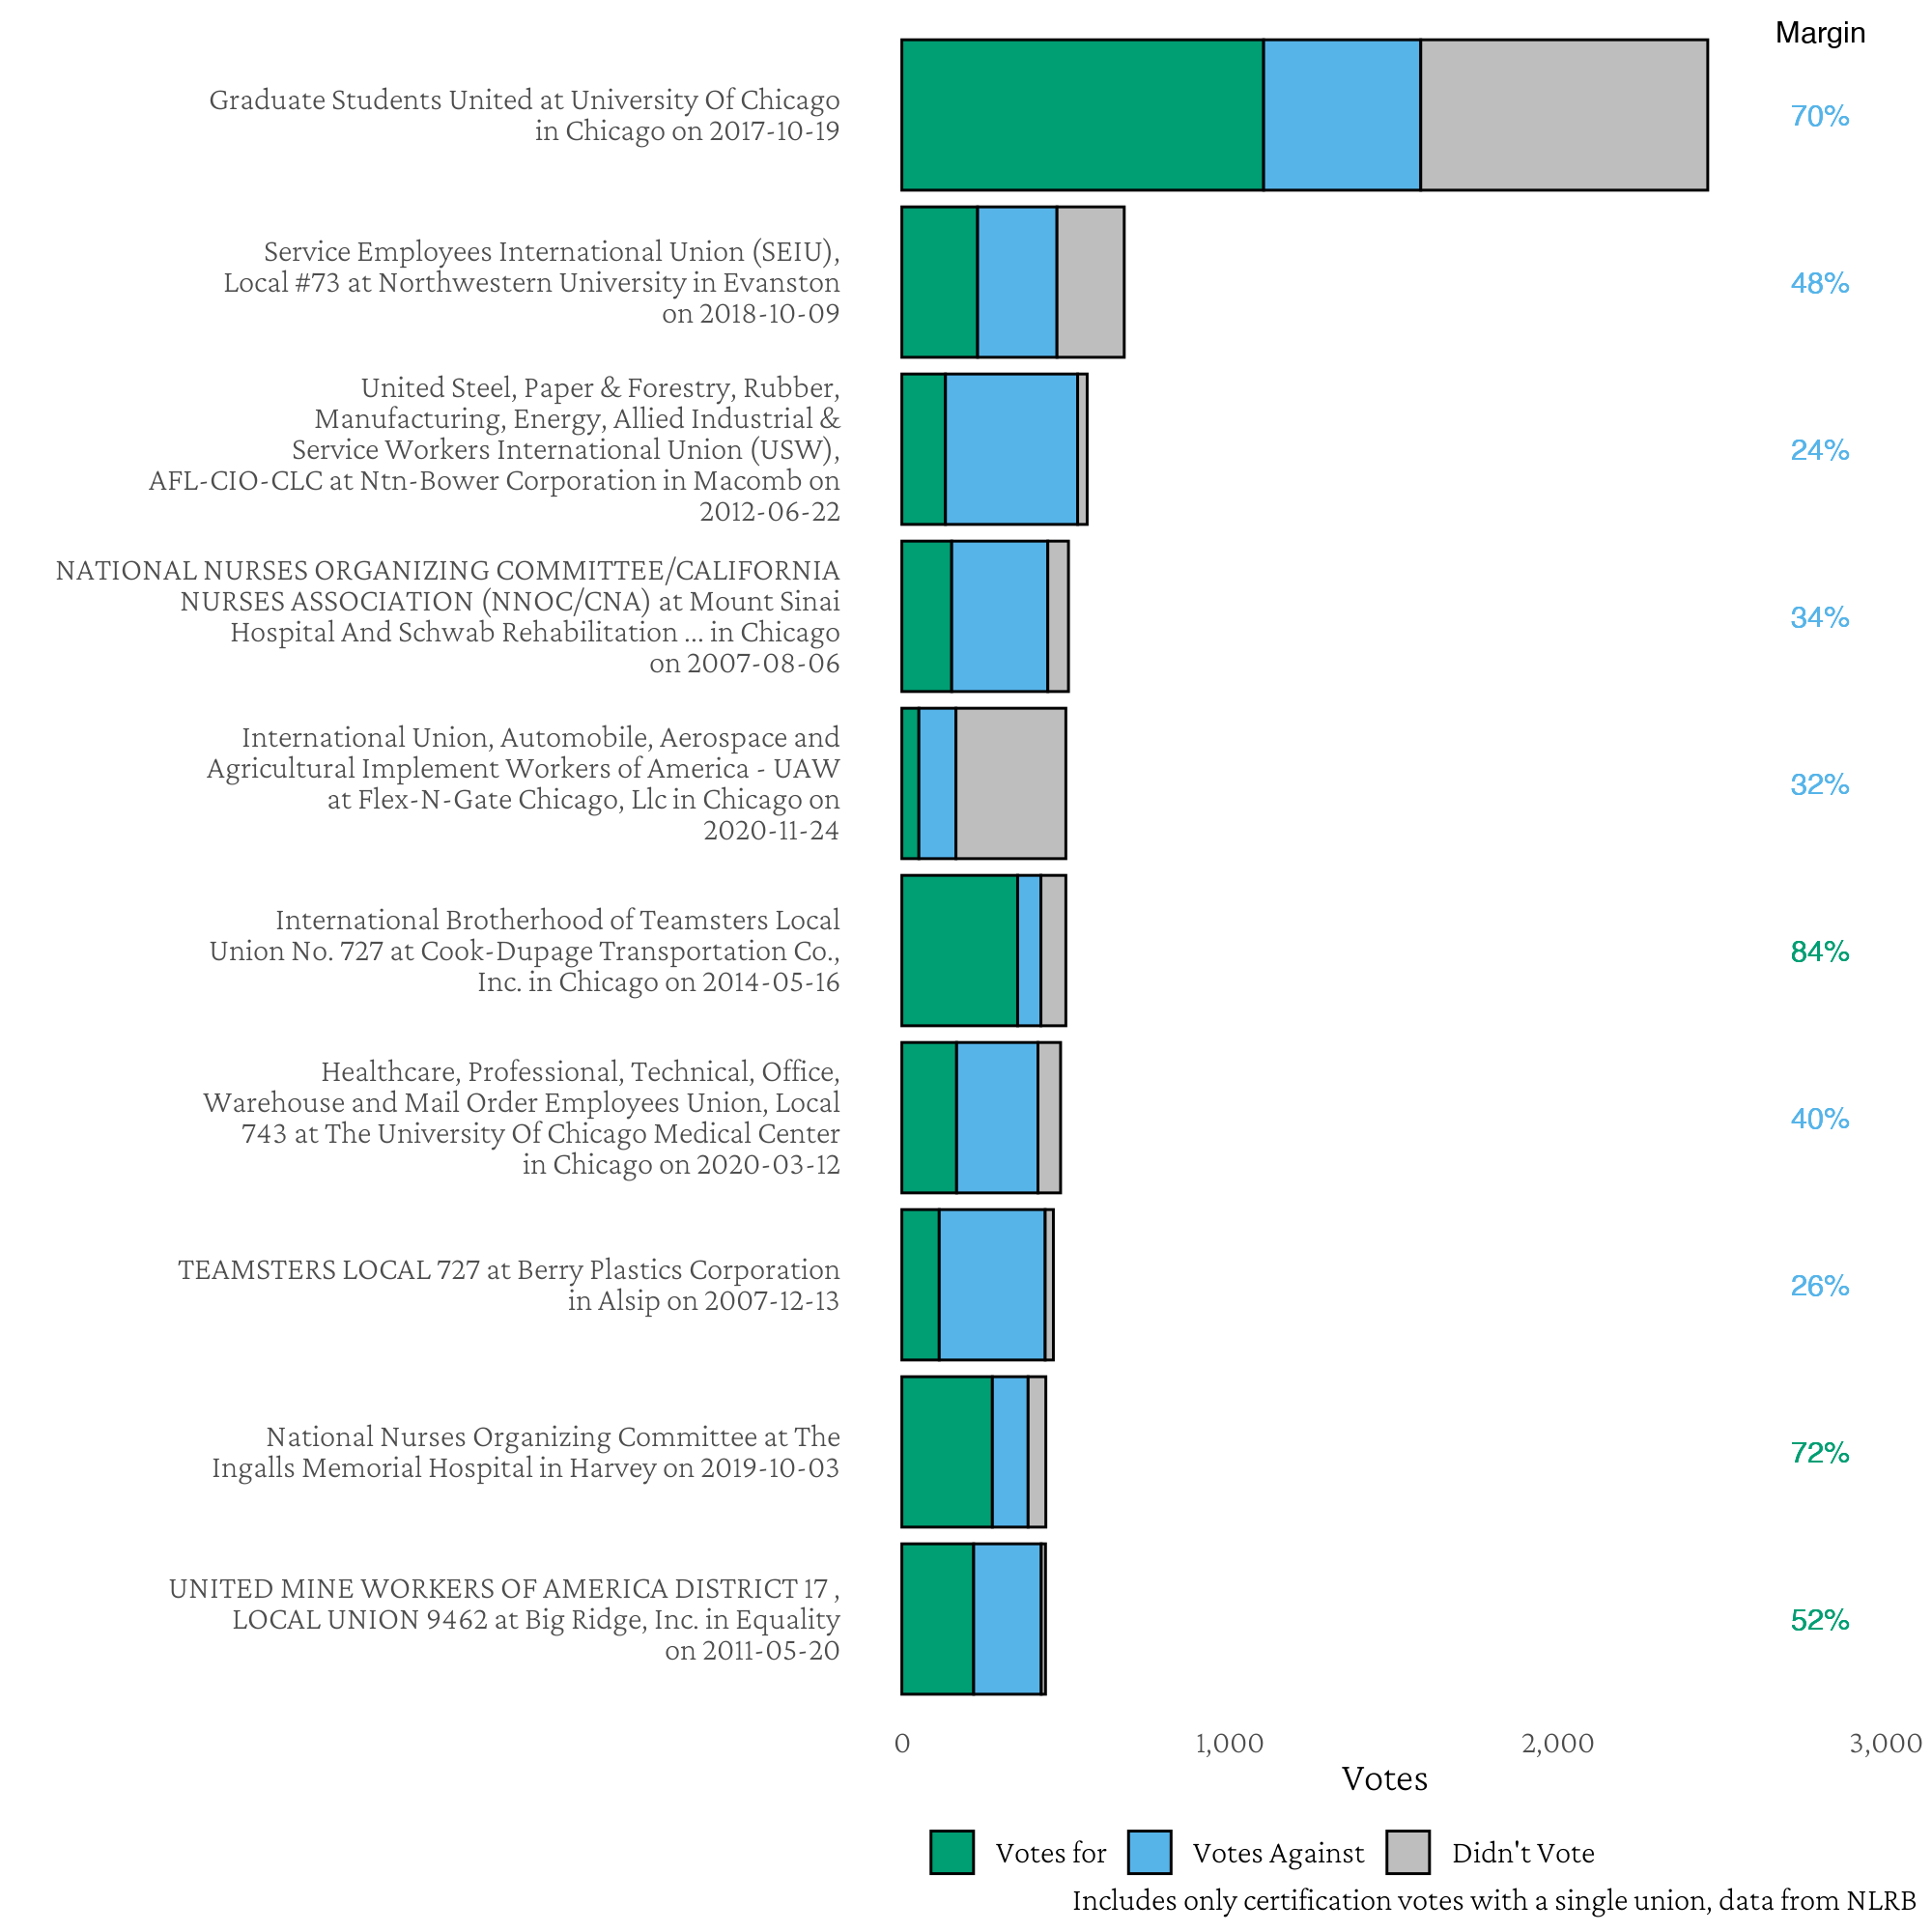 Margin
Graduate Students United at University Of Chicago
in Chicago on 2017-10-19
70%
Service Employees International Union (SEIU),
Local #73 at Northwestern University in Evanston
on 2018-10-09
48%
United Steel, Paper & Forestry, Rubber,
Manufacturing, Energy, Allied Industrial &
Service Workers International Union (USW),
AFL-CIO-CLC at Ntn-Bower Corporation in Macomb on
2012-06-22
24%
NATIONAL NURSES ORGANIZING COMMITTEE/CALIFORNIA
NURSES ASSOCIATION (NNOC/CNA) at Mount Sinai
Hospital And Schwab Rehabilitation ... in Chicago
on 2007-08-06
34%
International Union, Automobile, Aerospace and
Agricultural Implement Workers of America - UAW
at Flex-N-Gate Chicago, Llc in Chicago on
2020-11-24
32%
International Brotherhood of Teamsters Local
Union No. 727 at Cook-Dupage Transportation Co.,
Inc. in Chicago on 2014-05-16
84%
Healthcare, Professional, Technical, Office,
Warehouse and Mail Order Employees Union, Local
743 at The University Of Chicago Medical Center
in Chicago on 2020-03-12
40%
TEAMSTERS LOCAL 727 at Berry Plastics Corporation
in Alsip on 2007-12-13
26%
National Nurses Organizing Committee at The
Ingalls Memorial Hospital in Harvey on 2019-10-03
72%
UNITED MINE WORKERS OF AMERICA DISTRICT 17 ,
LOCAL UNION 9462 at Big Ridge, Inc. in Equality
on 2011-05-20
52%
0 1,000 2,000 3,000
Votes
Votes for Votes Against Didn't Vote
Includes only certification votes with a single union, data from NLRB